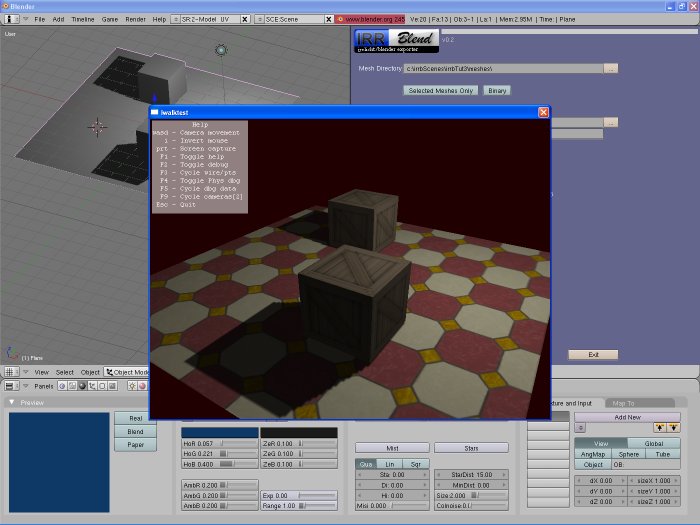 Blender
File Add Timeline Game Render Help SR:2-Model UV SCE:Scene www.blender.org 245 Ve:20 | Fa:13 | Ob:3-1 | La:1 | Mem:2.95M | Time: | Plane
User
IRR Blend
irrlicht/blender exporter
v0.2
Mesh Directory c:\irrbScenes\irrbTut3\meshes\ ...
Selected Meshes Only Binary
...
iwalktest
Help
wasd - Camera movement
i - Invert mouse
prt - Screen capture
F1 - Toggle help
F2 - Toggle debug
F3 - Cycle wire/pts
F4 - Toggle Phys dbg
F5 - Cycle dbg data
F9 - Cycle cameras[2]
Esc - Quit
Exit
(1) Plane
View Select Object Object Mode
Panels
Preview
Texture and Input Map To
Real
Blend
Paper
HoR 0.057 ZeR 0.100
HoG 0.221 ZeG 0.100
HoB 0.400 ZeB 0.100
AmbR 0.200
AmbG 0.200 Exp 0.00
AmbB 0.200 Range 1.00
Mist Stars
Qua Lin Sqr
Sta: 0.00 StarDist: 15.00
Di: 0.00 MinDist: 0.00
Hi: 0.00 Size:2.000
Misi 0.000 Colnoise:0.
Add New
View Global
AngMap Sphere Tube
Object OB:
dX 0.00 sizeX 1.00
dY 0.00 sizeY 1.00
dZ 0.00 sizeZ 1.00